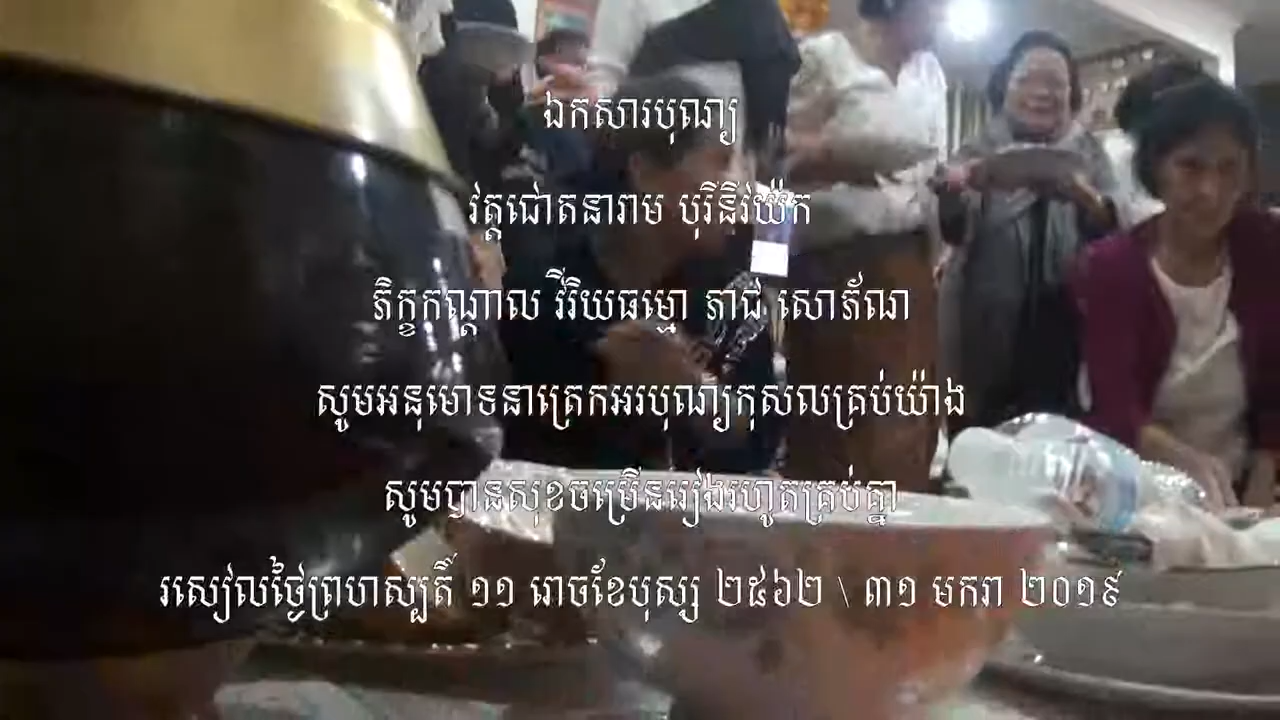 ឯកសារបុណ្យ
វត្តជោតនារាម បុរីនីវយ៉ក
ភិក្ខុកណ្តាល វីរិយធម្មោ ភាជ សោភ័ណ
សូមអនុមោទនាត្រេកអរបុណ្យកុសលគ្រប់យ៉ាង
សូមបានសុខចម្រើនរៀងរហូតគ្រប់គ្នា
រសៀលថ្ងៃព្រហស្បតិ៍ ១១ រោចខែបុស្ស ២៥៦២ \ ៣១ មករា ២០១៩